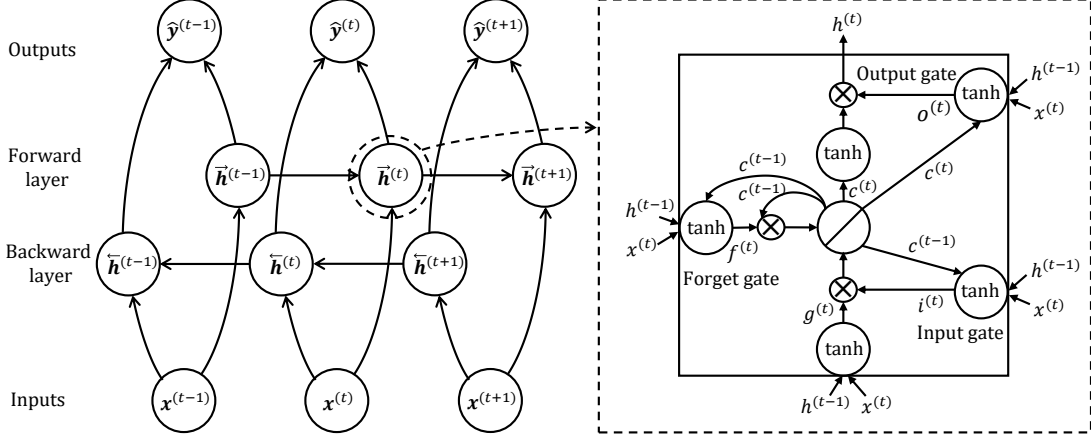 Outputs
ŷ^(t−1) ŷ^(t) ŷ^(t+1)
Forward
layer
h⃗^(t−1) h⃗^(t) h⃗^(t+1)
Backward
layer
h⃖^(t−1) h⃖^(t) h⃖^(t+1)
Inputs
x^(t−1) x^(t) x^(t+1)
h^(t)
Output gate
tanh
h^(t−1)
x^(t)
o^(t)
tanh
c^(t−1)
c^(t−1)
c^(t)
c^(t)
h^(t−1)
x^(t)
tanh
f^(t)
Forget gate
c^(t−1)
tanh
h^(t−1)
x^(t)
i^(t)
Input gate
g^(t)
tanh
h^(t−1) x^(t)